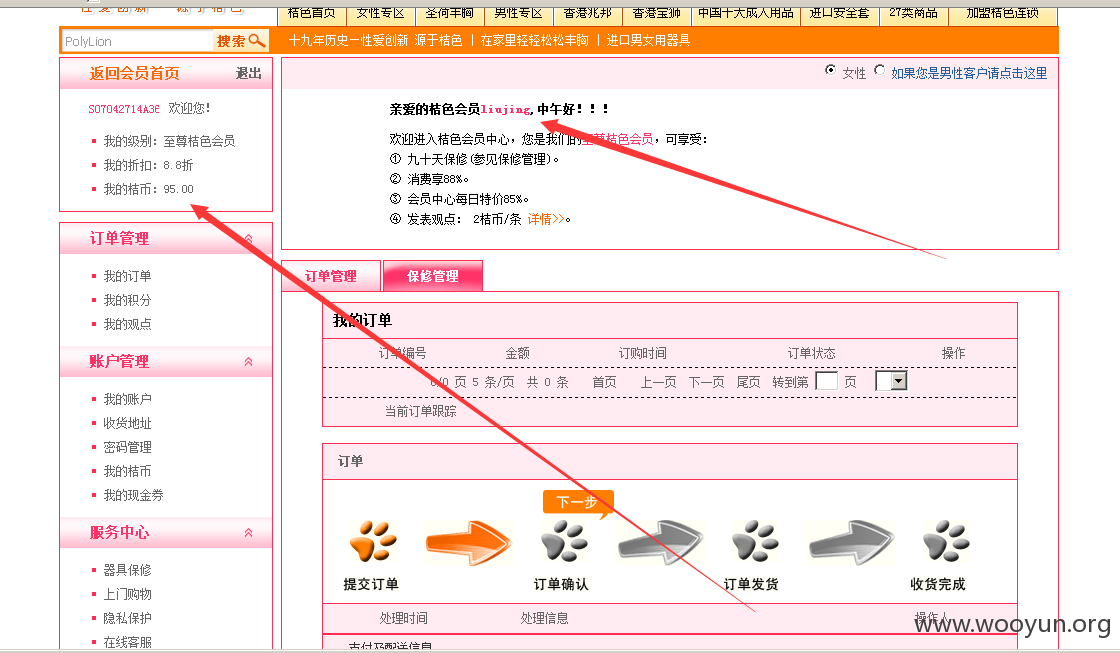 性爱创新 源于桔色
桔色首页 女性专区 圣荷丰胸 男性专区 香港兆邦 香港宝狮 中国十大成人用品 进口安全套 27类商品 加盟桔色连锁
PolyLion 搜索 十九年历史—性爱创新 源于桔色 | 在家里轻轻松松丰胸 | 进口男女用器具
返回会员首页 退出
女性 如果您是男性客户请点击这里
S07042714A36 欢迎您!
亲爱的桔色会员liujing,中午好!!!
我的级别: 至尊桔色会员
欢迎进入桔色会员中心，您是我们的至尊桔色会员，可享受:
我的折扣: 8.8折
① 九十天保修(参见保修管理)。
我的桔币: 95.00
② 消费享88%。
③ 会员中心每日特价85%。
④ 发表观点: 2桔币/条 详情>>。
订单管理
我的订单
我的积分
我的观点
账户管理
我的账户
收货地址
密码管理
我的桔币
我的现金券
服务中心
器具保修
上门购物
隐私保护
在线客服
订单管理 保修管理
我的订单
订单编号 金额 订购时间 订单状态 操作
0/0 页 5 条/页 共 0 条 首页 上一页 下一页 尾页 转到第 页
当前订单跟踪
订单
下一步
提交订单 订单确认 订单发货 收货完成
处理时间 处理信息 操作人
支付及配送信息
www.wooyun.org